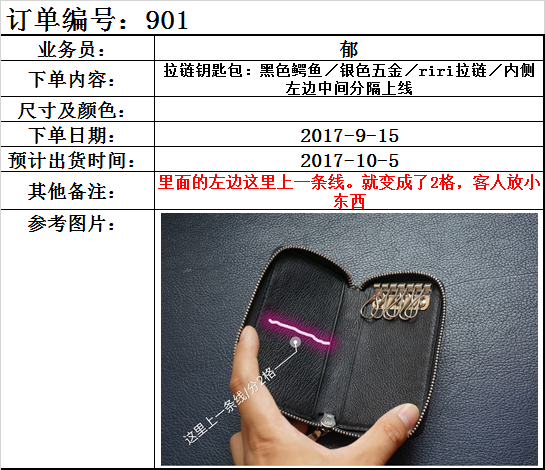 订单编号：901
业务员： 郁
下单内容： 拉链钥匙包：黑色鳄鱼／银色五金／riri拉链／内侧
左边中间分隔上线
尺寸及颜色：
下单日期： 2017-9-15
预计出货时间： 2017-10-5
其他备注： 里面的左边这里上一条线。就变成了2格，客人放小
东西
参考图片：
这里上一条线/分2格